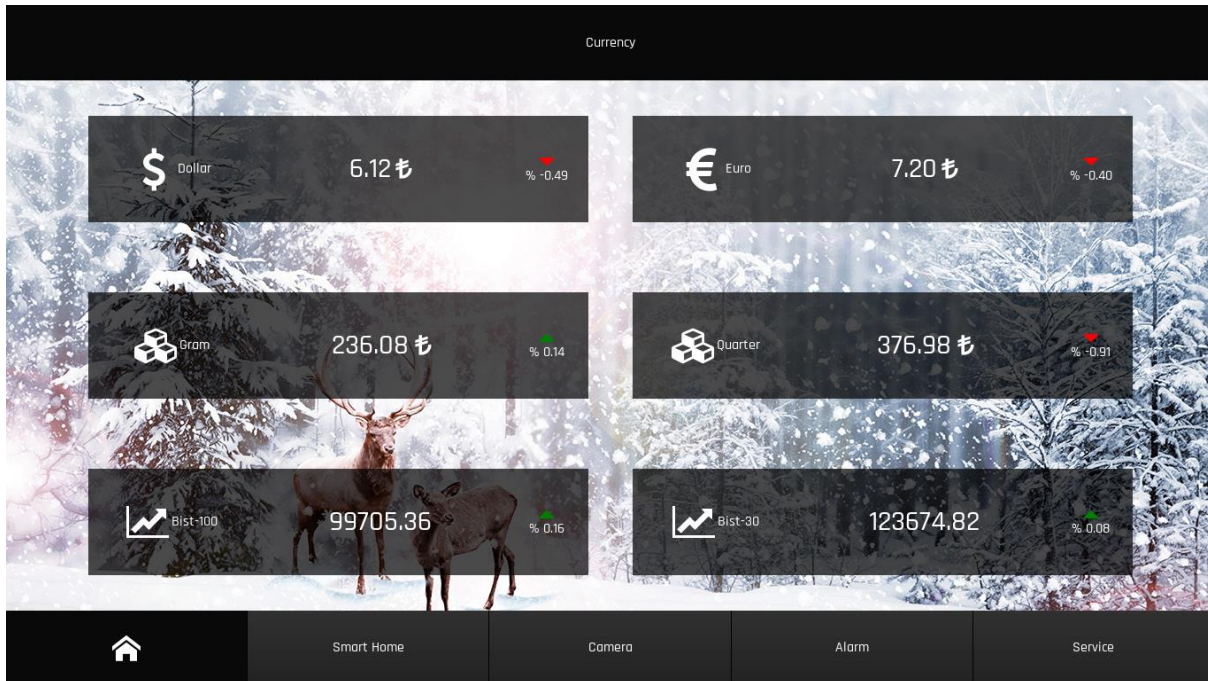 Currency
$ Dollar 6.12 ₺ % -0.49
€ Euro 7.20 ₺ % -0.40
Gram 236.08 ₺ % 0.14
Quarter 376.98 ₺ % -0.91
Bist-100 99705.36 % 0.16
Bist-30 123674.82 % 0.08
Smart Home
Camera
Alarm
Service